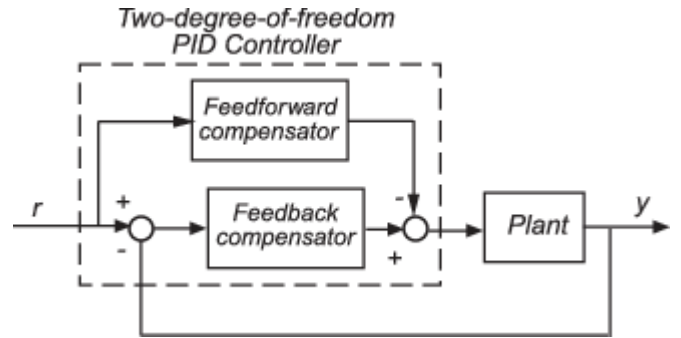 Two-degree-of-freedom
PID Controller
Feedforward
compensator
-
r
+
-
Feedback
compensator
+
Plant
y